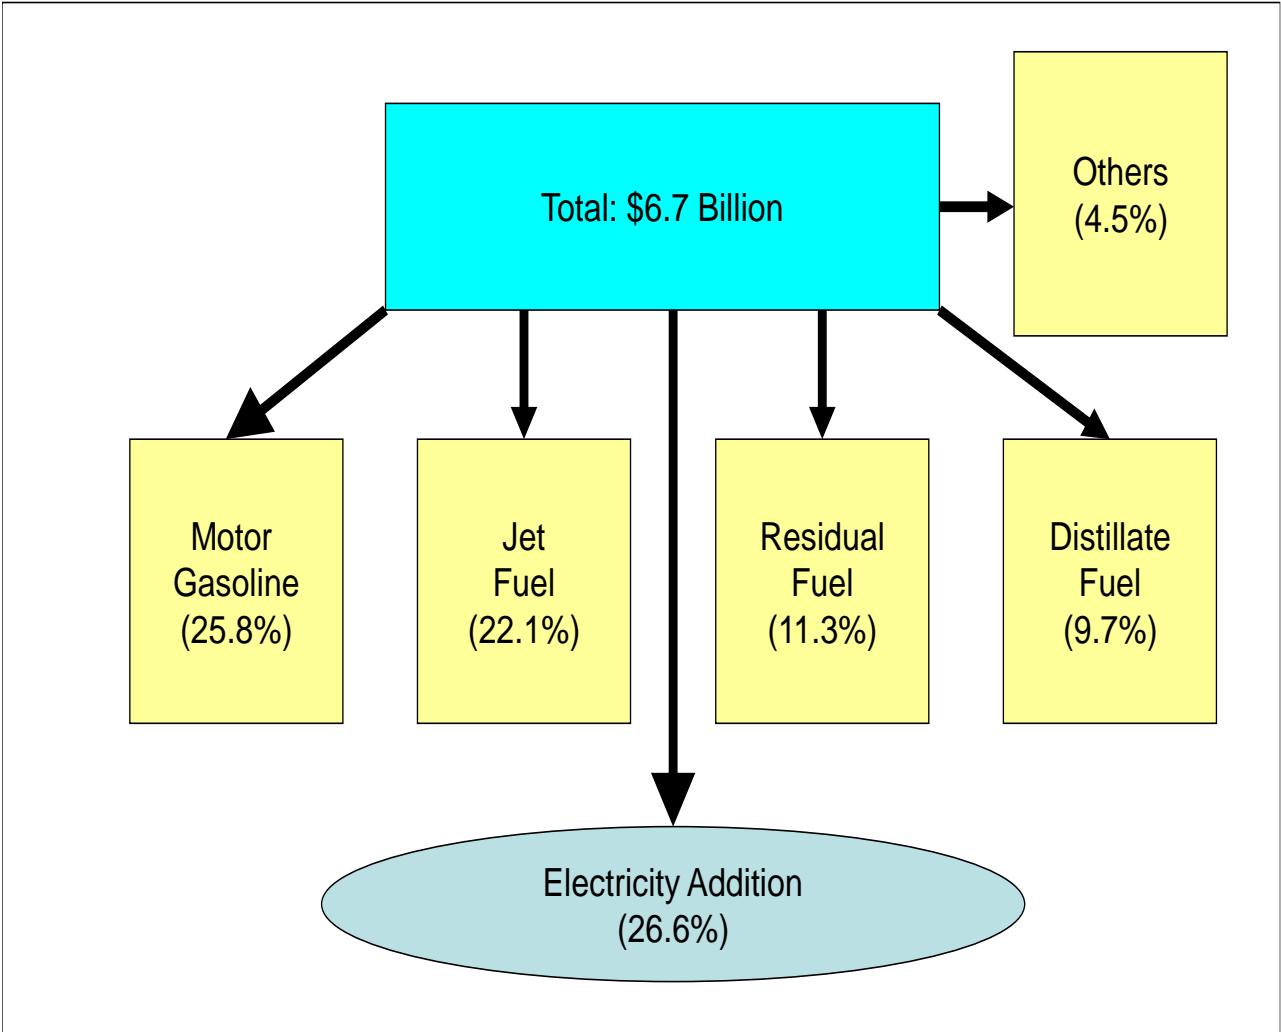 Others
(4.5%)
Total: $6.7 Billion
Motor
Gasoline
(25.8%)
Jet
Fuel
(22.1%)
Residual
Fuel
(11.3%)
Distillate
Fuel
(9.7%)
Electricity Addition
(26.6%)